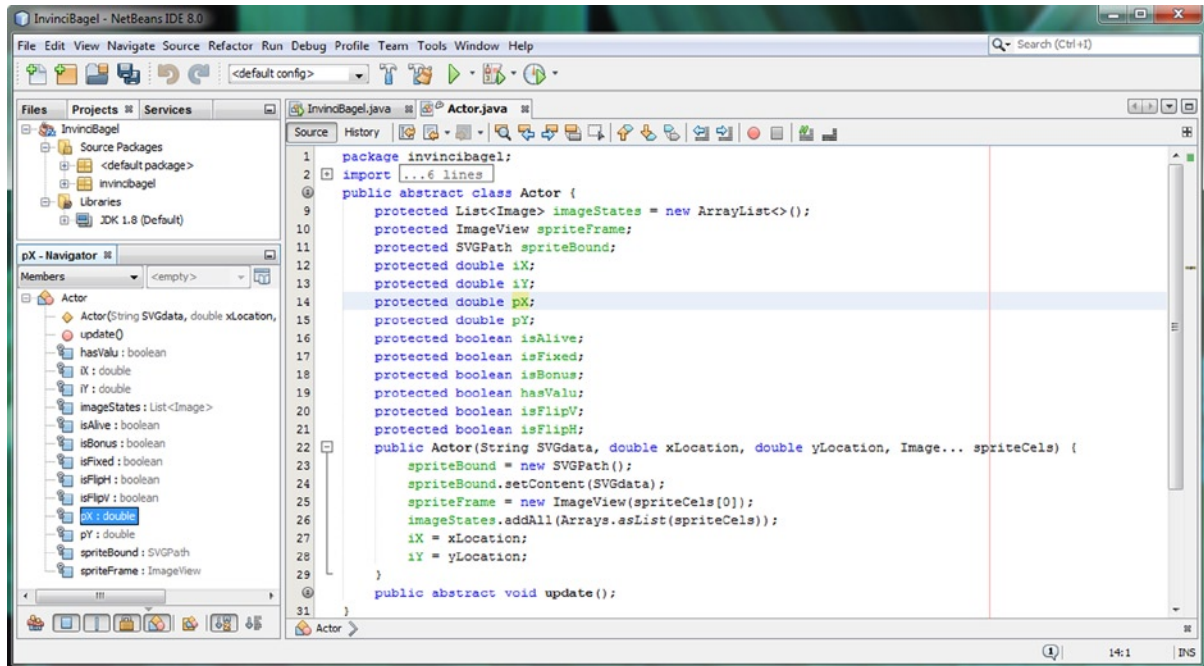 InvinciBagel - NetBeans IDE 8.0
File Edit View Navigate Source Refactor Run Debug Profile Team Tools Window Help
Search (Ctrl+I)
<default config>
Files Projects Services
InvinciBagel
Source Packages
<default package>
invincibagel
Libraries
JDK 1.8 (Default)
pX - Navigator
Members <empty>
Actor
Actor(String SVGdata, double xLocation,
update()
hasValu : boolean
iX : double
iY : double
imageStates : List<Image>
isAlive : boolean
isBonus : boolean
isFixed : boolean
isFlipH : boolean
isFlipV : boolean
pX : double
pY : double
spriteBound : SVGPath
spriteFrame : ImageView
InvinciBagel.java Actor.java
Source History
1 package invincibagel;
2 import ...6 lines
public abstract class Actor {
9 protected List<Image> imageStates = new ArrayList<>();
10 protected ImageView spriteFrame;
11 protected SVGPath spriteBound;
12 protected double iX;
13 protected double iY;
14 protected double pX;
15 protected double pY;
16 protected boolean isAlive;
17 protected boolean isFixed;
18 protected boolean isBonus;
19 protected boolean hasValu;
20 protected boolean isFlipV;
21 protected boolean isFlipH;
22 public Actor(String SVGdata, double xLocation, double yLocation, Image... spriteCels) {
23 spriteBound = new SVGPath();
24 spriteBound.setContent(SVGdata);
25 spriteFrame = new ImageView(spriteCels[0]);
26 imageStates.addAll(Arrays.asList(spriteCels));
27 iX = xLocation;
28 iY = yLocation;
29 }
public abstract void update();
31 }
Actor
1 14:1 INS